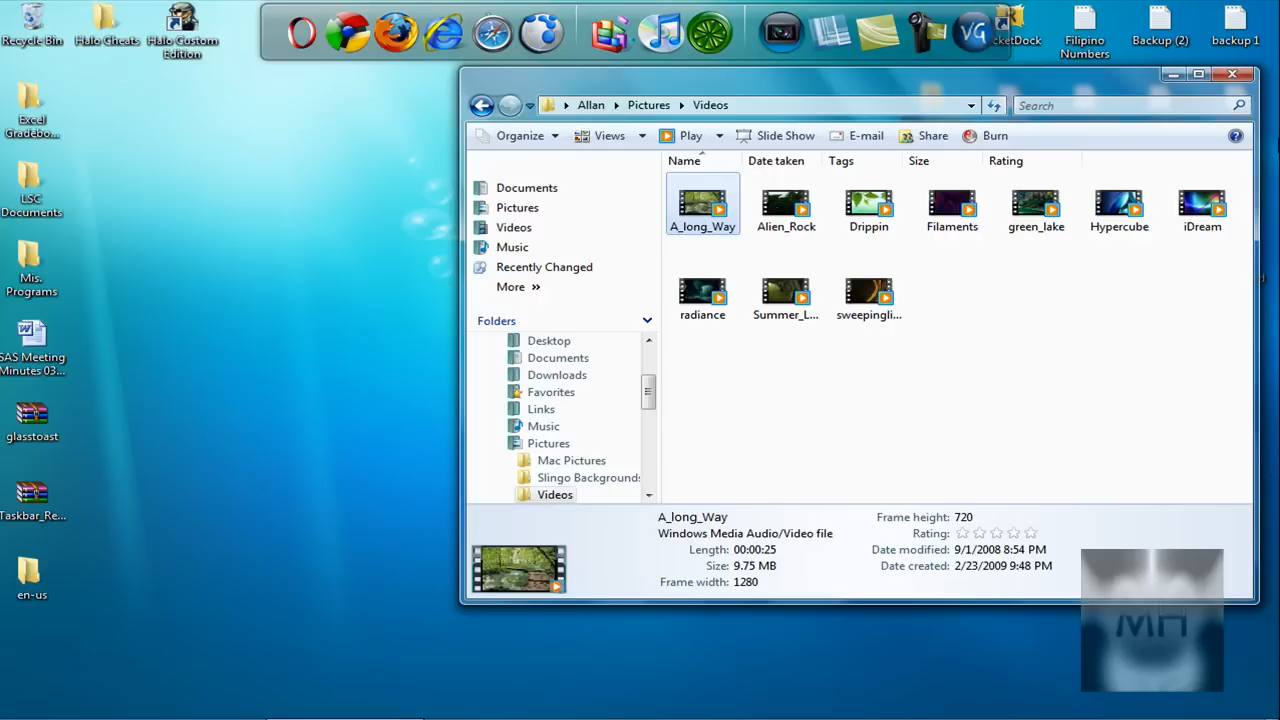 Recycle Bin
Halo Cheats
Halo Custom
Edition
VG
cketDock
Filipino
Numbers
Backup (2)
backup 1
Excel
Gradebo...
LSC
Documents
Mis.
Programs
SAS Meeting
Minutes 03...
glasstoast
Taskbar_Re...
en-us
Allan
Pictures
Videos
Search
Organize
Views
Play
Slide Show
E-mail
Share
Burn
Name
Date taken
Tags
Size
Rating
Documents
Pictures
Videos
Music
Recently Changed
More »
Folders
Desktop
Documents
Downloads
Favorites
Links
Music
Pictures
Mac Pictures
Slingo Backgrounds
Videos
A_long_Way
Alien_Rock
Drippin
Filaments
green_lake
Hypercube
iDream
radiance
Summer_L...
sweepingli...
A_long_Way
Windows Media Audio/Video file
Length: 00:00:25
Size: 9.75 MB
Frame width: 1280
Frame height: 720
Rating:
Date modified: 9/1/2008 8:54 PM
Date created: 2/23/2009 9:48 PM
MH